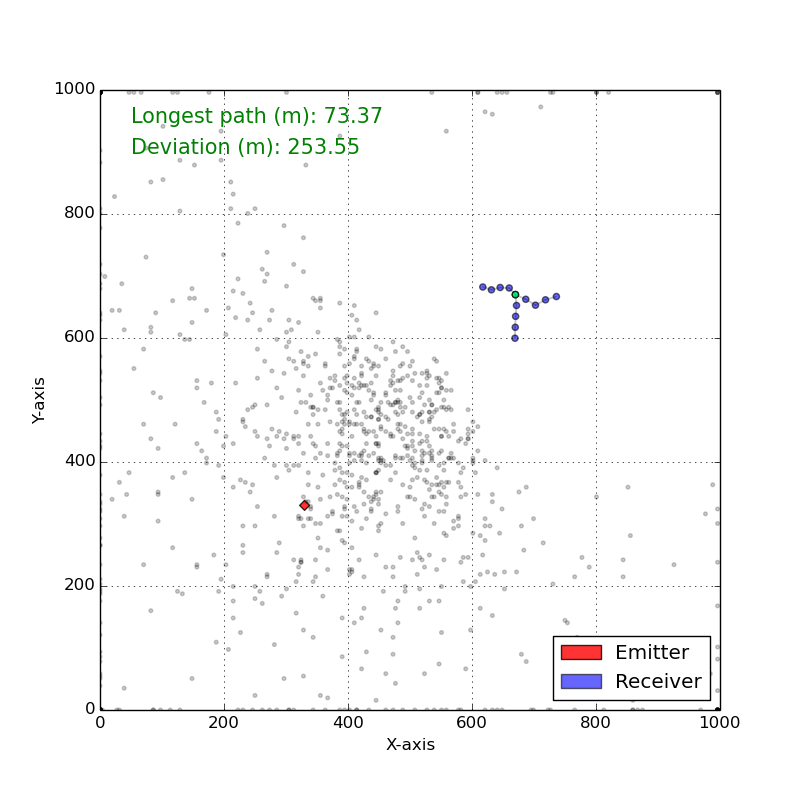 Longest path (m): 73.37
Deviation (m): 253.55
1000
800
600
400
200
0
Y-axis
0 200 400 600 800 1000
X-axis
Emitter
Receiver